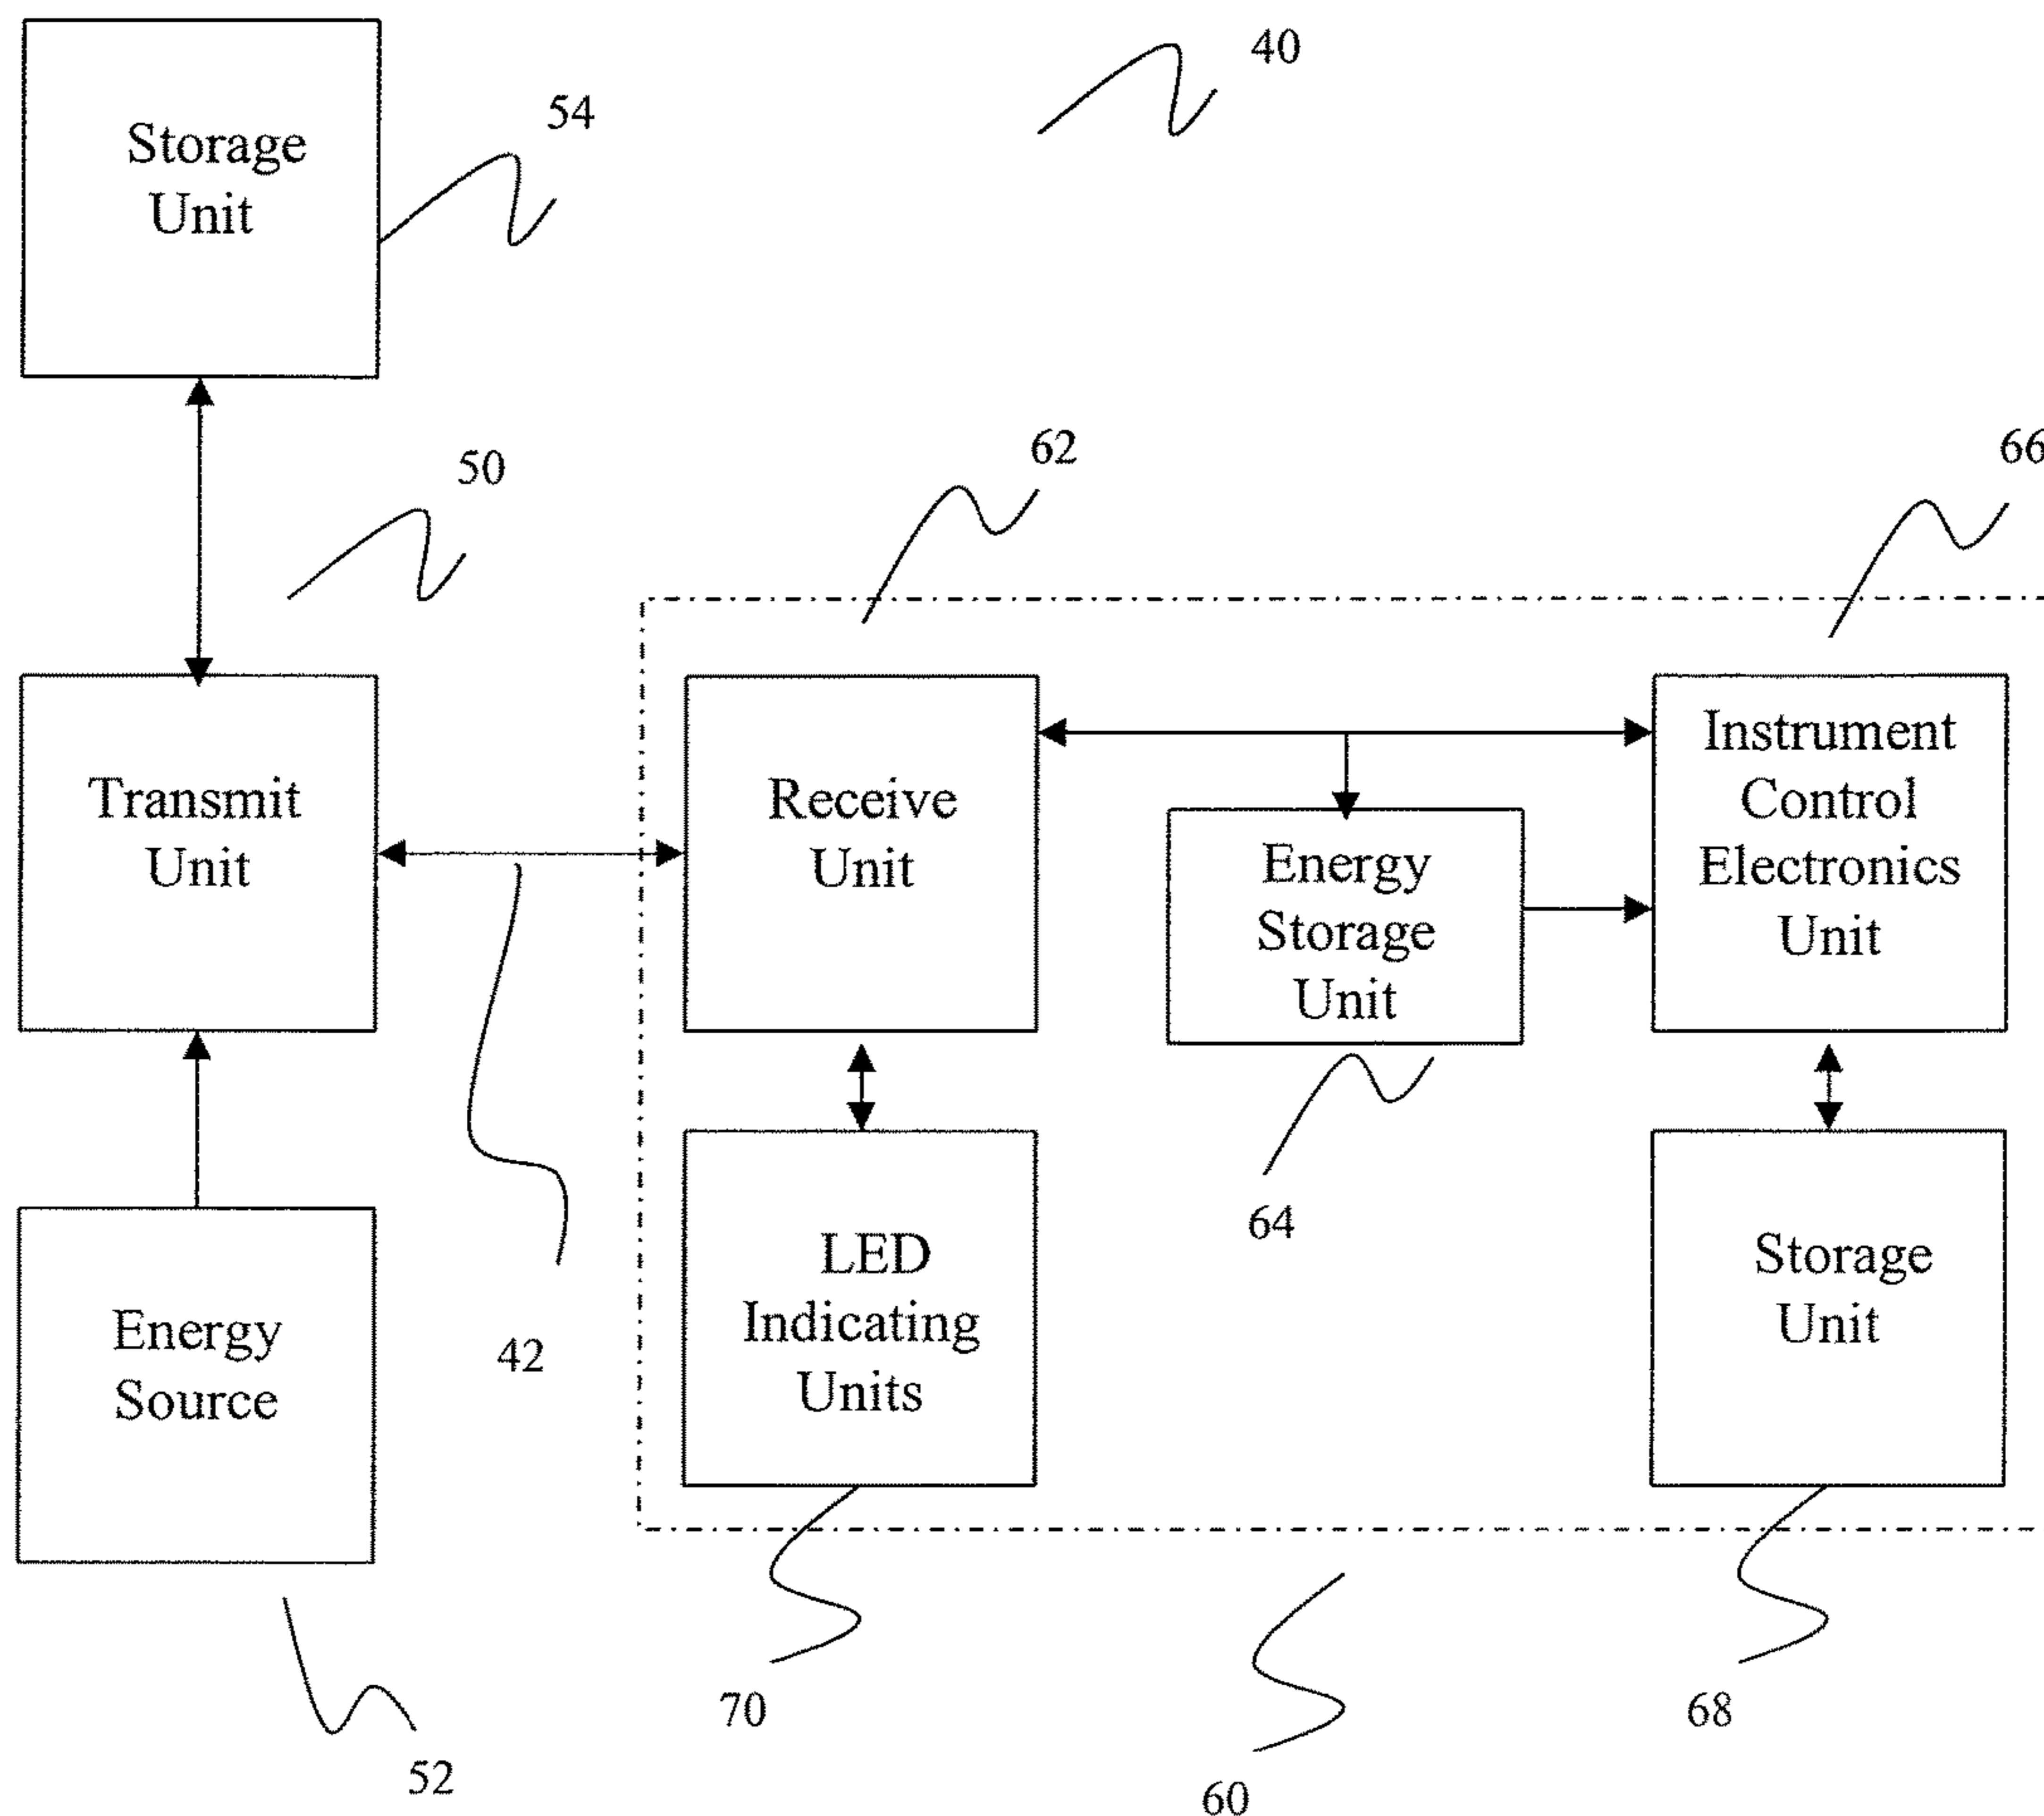 40
Storage
Unit
54
50
62
66
Transmit
Unit
Receive
Unit
Instrument
Control
Electronics
Unit
Energy
Storage
Unit
64
42
Energy
Source
LED
Indicating
Units
Storage
Unit
52
70
60
68